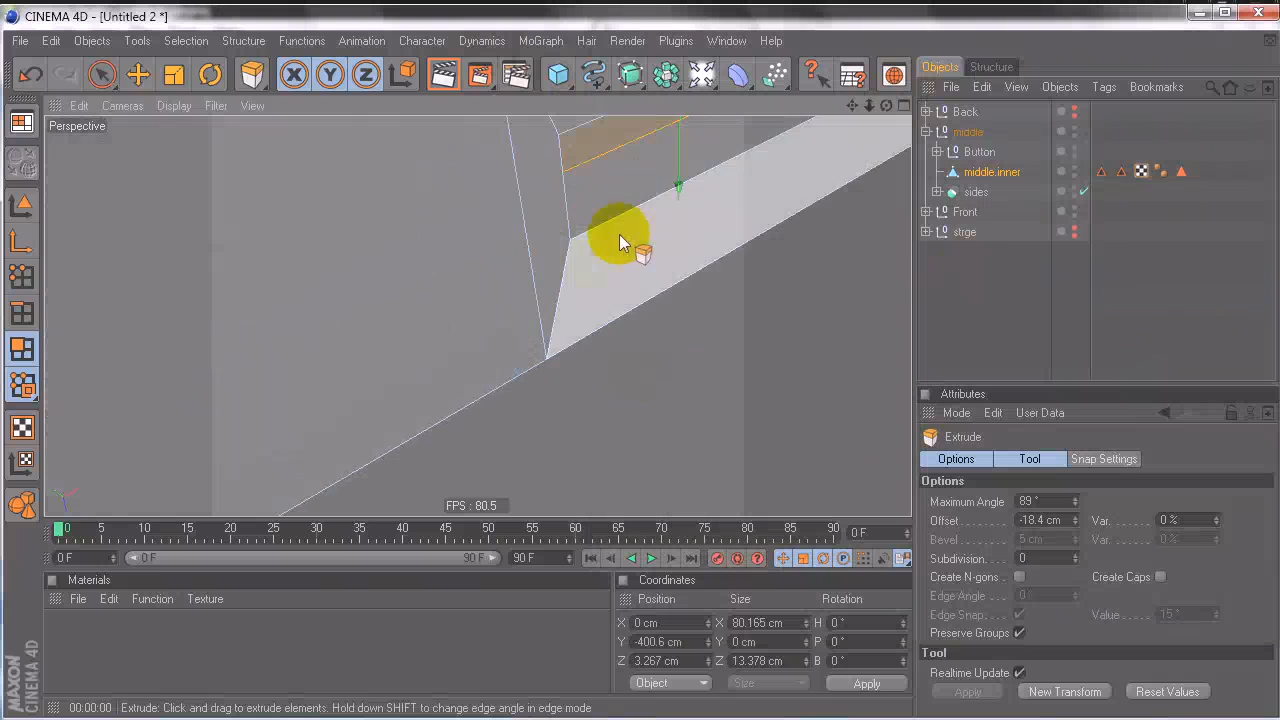 CINEMA 4D - [Untitled 2 *]
File Edit Objects Tools Selection Structure Functions Animation Character Dynamics MoGraph Hair Render Plugins Window Help
X Y Z
Edit Cameras Display Filter View
Perspective
FPS : 80.5
0 5 10 15 20 25 30 35 40 45 50 55 60 65 70 75 80 85 90 0 F
0 F 0 F 90 F 90 F
Materials
File Edit Function Texture
Coordinates
Position Size Rotation
X 0 cm X 80.165 cm H 0 °
Y -400.6 cm Y 0 cm P 0 °
Z 3.267 cm Z 13.378 cm B 0 °
Object Size Apply
MAXON
CINEMA 4D
00:00:00 Extrude: Click and drag to extrude elements. Hold down SHIFT to change edge angle in edge mode
Objects Structure
File Edit View Objects Tags Bookmarks
Back
middle
Button
middle.inner
sides
Front
strge
Attributes
Mode Edit User Data
Extrude
Options Tool Snap Settings
Options
Maximum Angle 89 °
Offset -18.4 cm Var. . . . 0 %
Bevel 5 cm Var. . . . 0 %
Subdivision. 0
Create N-gons . Create Caps
Edge Angle . . . 0 °
Edge Snap. . . . Value . . . . 15 °
Preserve Groups
Tool
Realtime Update
Apply New Transform Reset Values